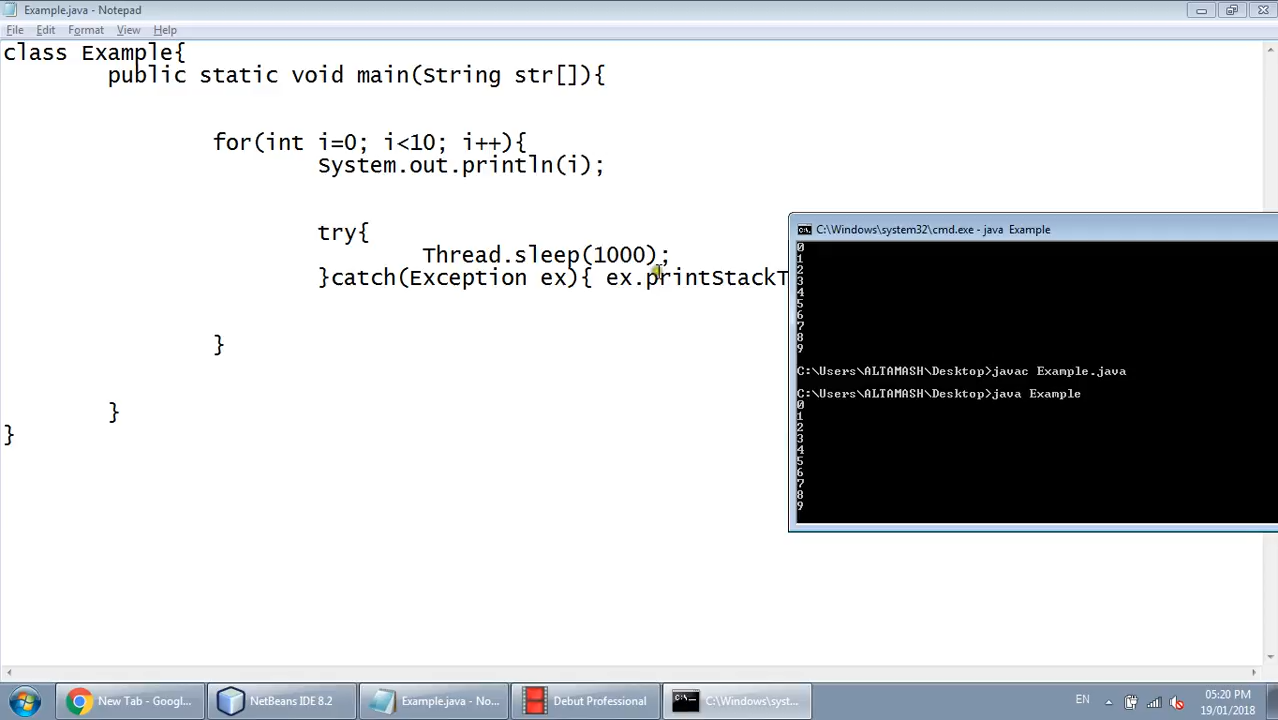 Example.java - Notepad
File Edit Format View Help
class Example{
public static void main(String str[]){
for(int i=0; i<10; i++){
System.out.println(i);
try{
Thread.sleep(1000);
}catch(Exception ex){ ex.printStackT
}
}
}
C:\Windows\system32\cmd.exe - java Example
0
1
2
3
4
5
6
7
8
9
C:\Users\ALTAMASH\Desktop>javac Example.java
C:\Users\ALTAMASH\Desktop>java Example
0
1
2
3
4
5
6
7
8
9
New Tab - Googl... NetBeans IDE 8.2 Example.java - No... Debut Professional C:\Windows\syst... EN 05:20 PM
19/01/2018